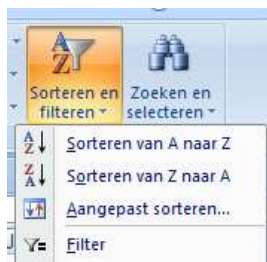 Sorteren en Zoeken en
filteren selecteren
Sorteren van A naar Z
Sorteren van Z naar A
Aangepast sorteren...
Filter